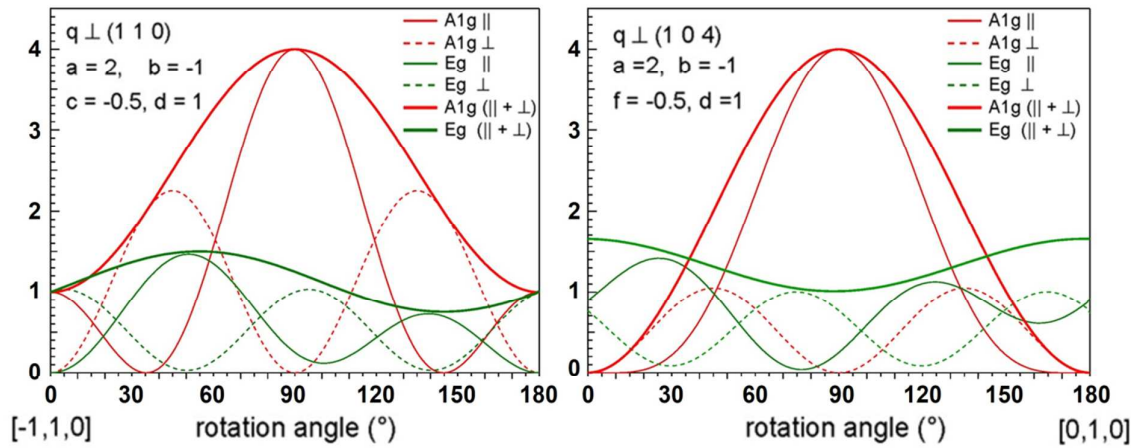 q ⊥ (1 1 0)
a = 2, b = -1
c = -0.5, d = 1
A1g ||
A1g ⊥
Eg ||
Eg ⊥
A1g (|| + ⊥)
Eg (|| + ⊥)
4
3
2
1
0
0 30 60 90 120 150 180
[-1,1,0] rotation angle (°)
q ⊥ (1 0 4)
a=2, b = -1
f = -0.5, d =1
A1g ||
A1g ⊥
Eg ||
Eg ⊥
A1g (|| + ⊥)
Eg (|| + ⊥)
4
3
2
1
0
0 30 60 90 120 150 180
rotation angle (°) [0,1,0]